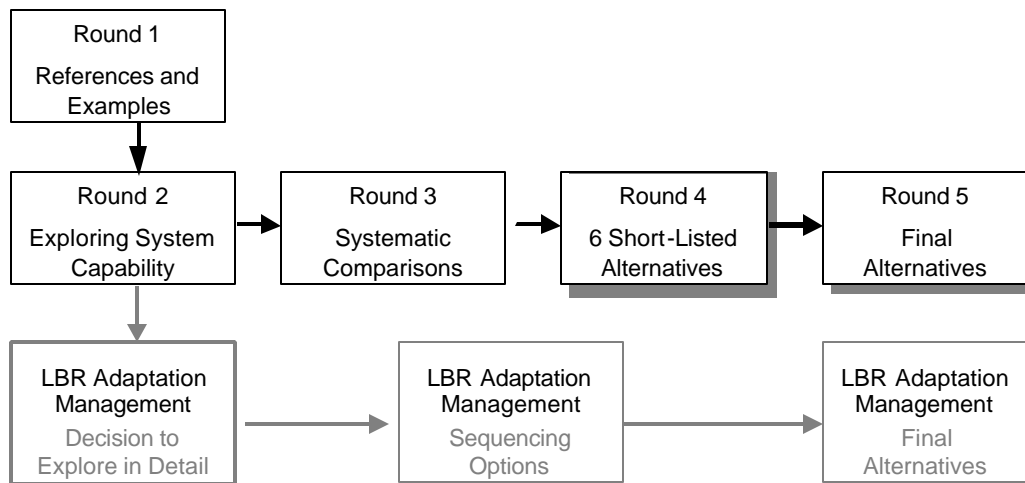 Round 1
References and
Examples
Round 2
Exploring System
Capability
Round 3
Systematic
Comparisons
Round 4
6 Short-Listed
Alternatives
Round 5
Final
Alternatives
LBR Adaptation
Management
Decision to
Explore in Detail
LBR Adaptation
Management
Sequencing
Options
LBR Adaptation
Management
Final
Alternatives